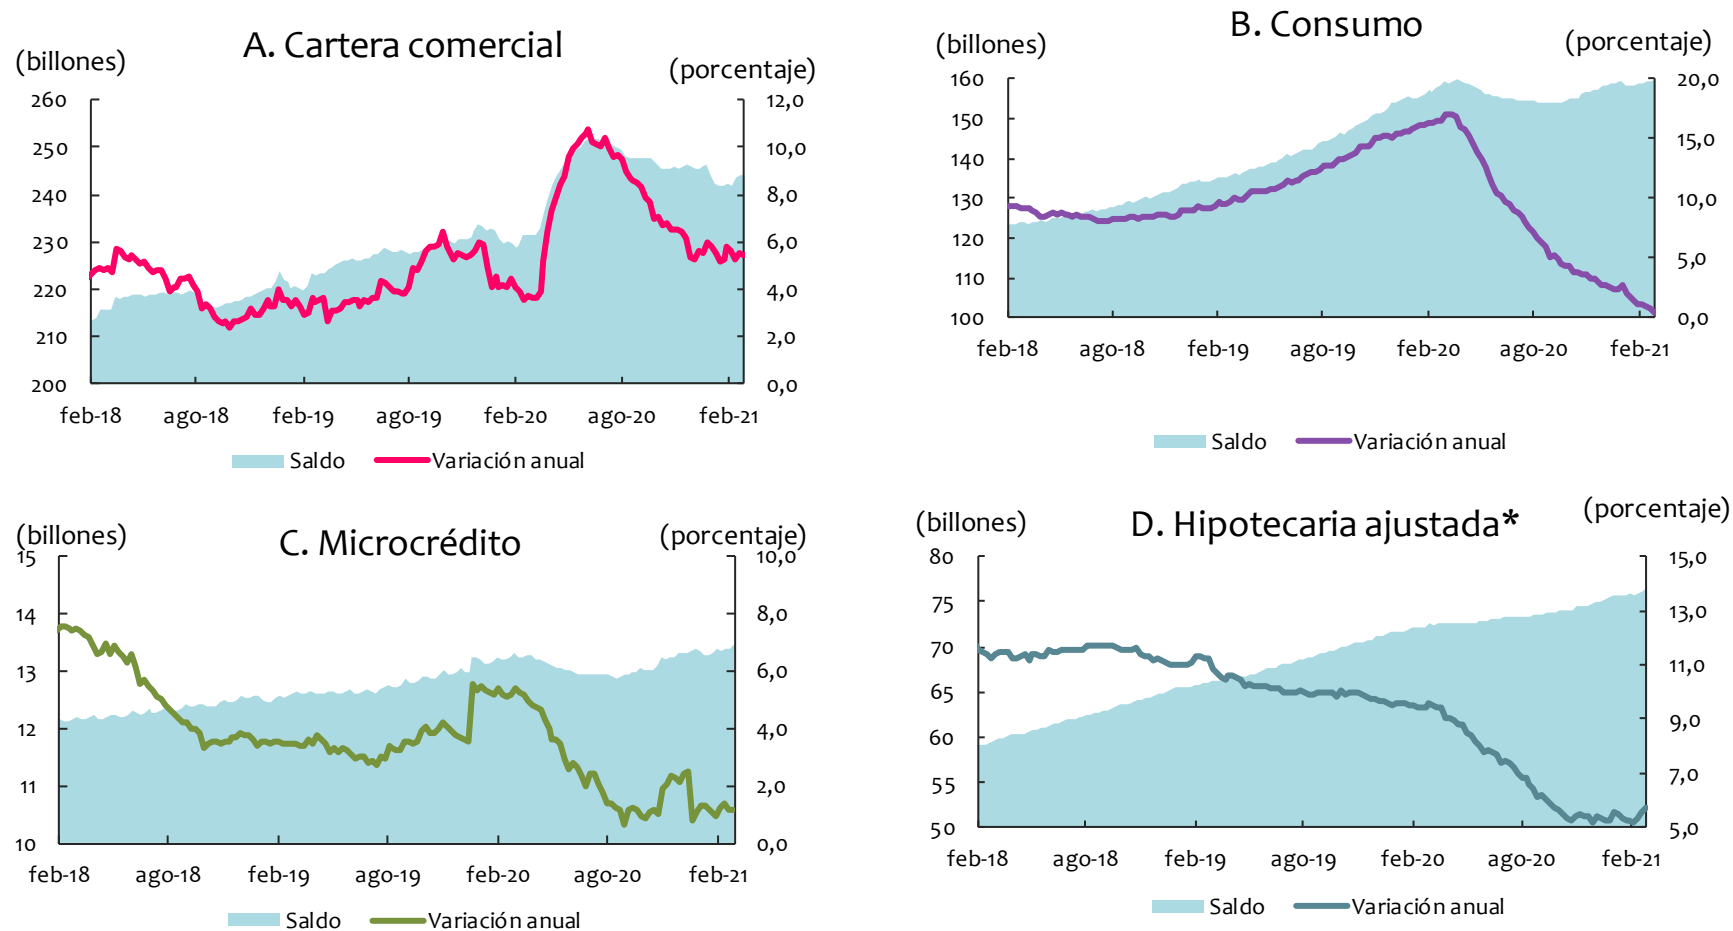 A. Cartera comercial
(billones)
(porcentaje)
260
250
240
230
220
210
200
12,0
10,0
8,0
6,0
4,0
2,0
0,0
feb-18 ago-18 feb-19 ago-19 feb-20 ago-20 feb-21
Saldo Variación anual
B. Consumo
(billones)
(porcentaje)
160
150
140
130
120
110
100
20,0
15,0
10,0
5,0
0,0
feb-18 ago-18 feb-19 ago-19 feb-20 ago-20 feb-21
Saldo Variación anual
C. Microcrédito
(billones)
(porcentaje)
15
14
13
12
11
10
10,0
8,0
6,0
4,0
2,0
0,0
feb-18 ago-18 feb-19 ago-19 feb-20 ago-20 feb-21
Saldo Variación anual
D. Hipotecaria ajustada*
(billones)
(porcentaje)
80
75
70
65
60
55
50
15,0
13,0
11,0
9,0
7,0
5,0
feb-18 ago-18 feb-19 ago-19 feb-20 ago-20 feb-21
Saldo Variación anual